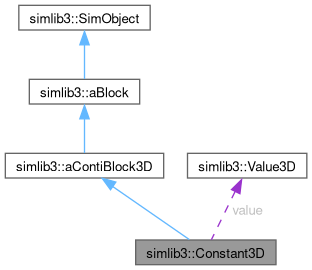 simlib3::SimObject
simlib3::aBlock
simlib3::aContiBlock3D
simlib3::Value3D
value
simlib3::Constant3D